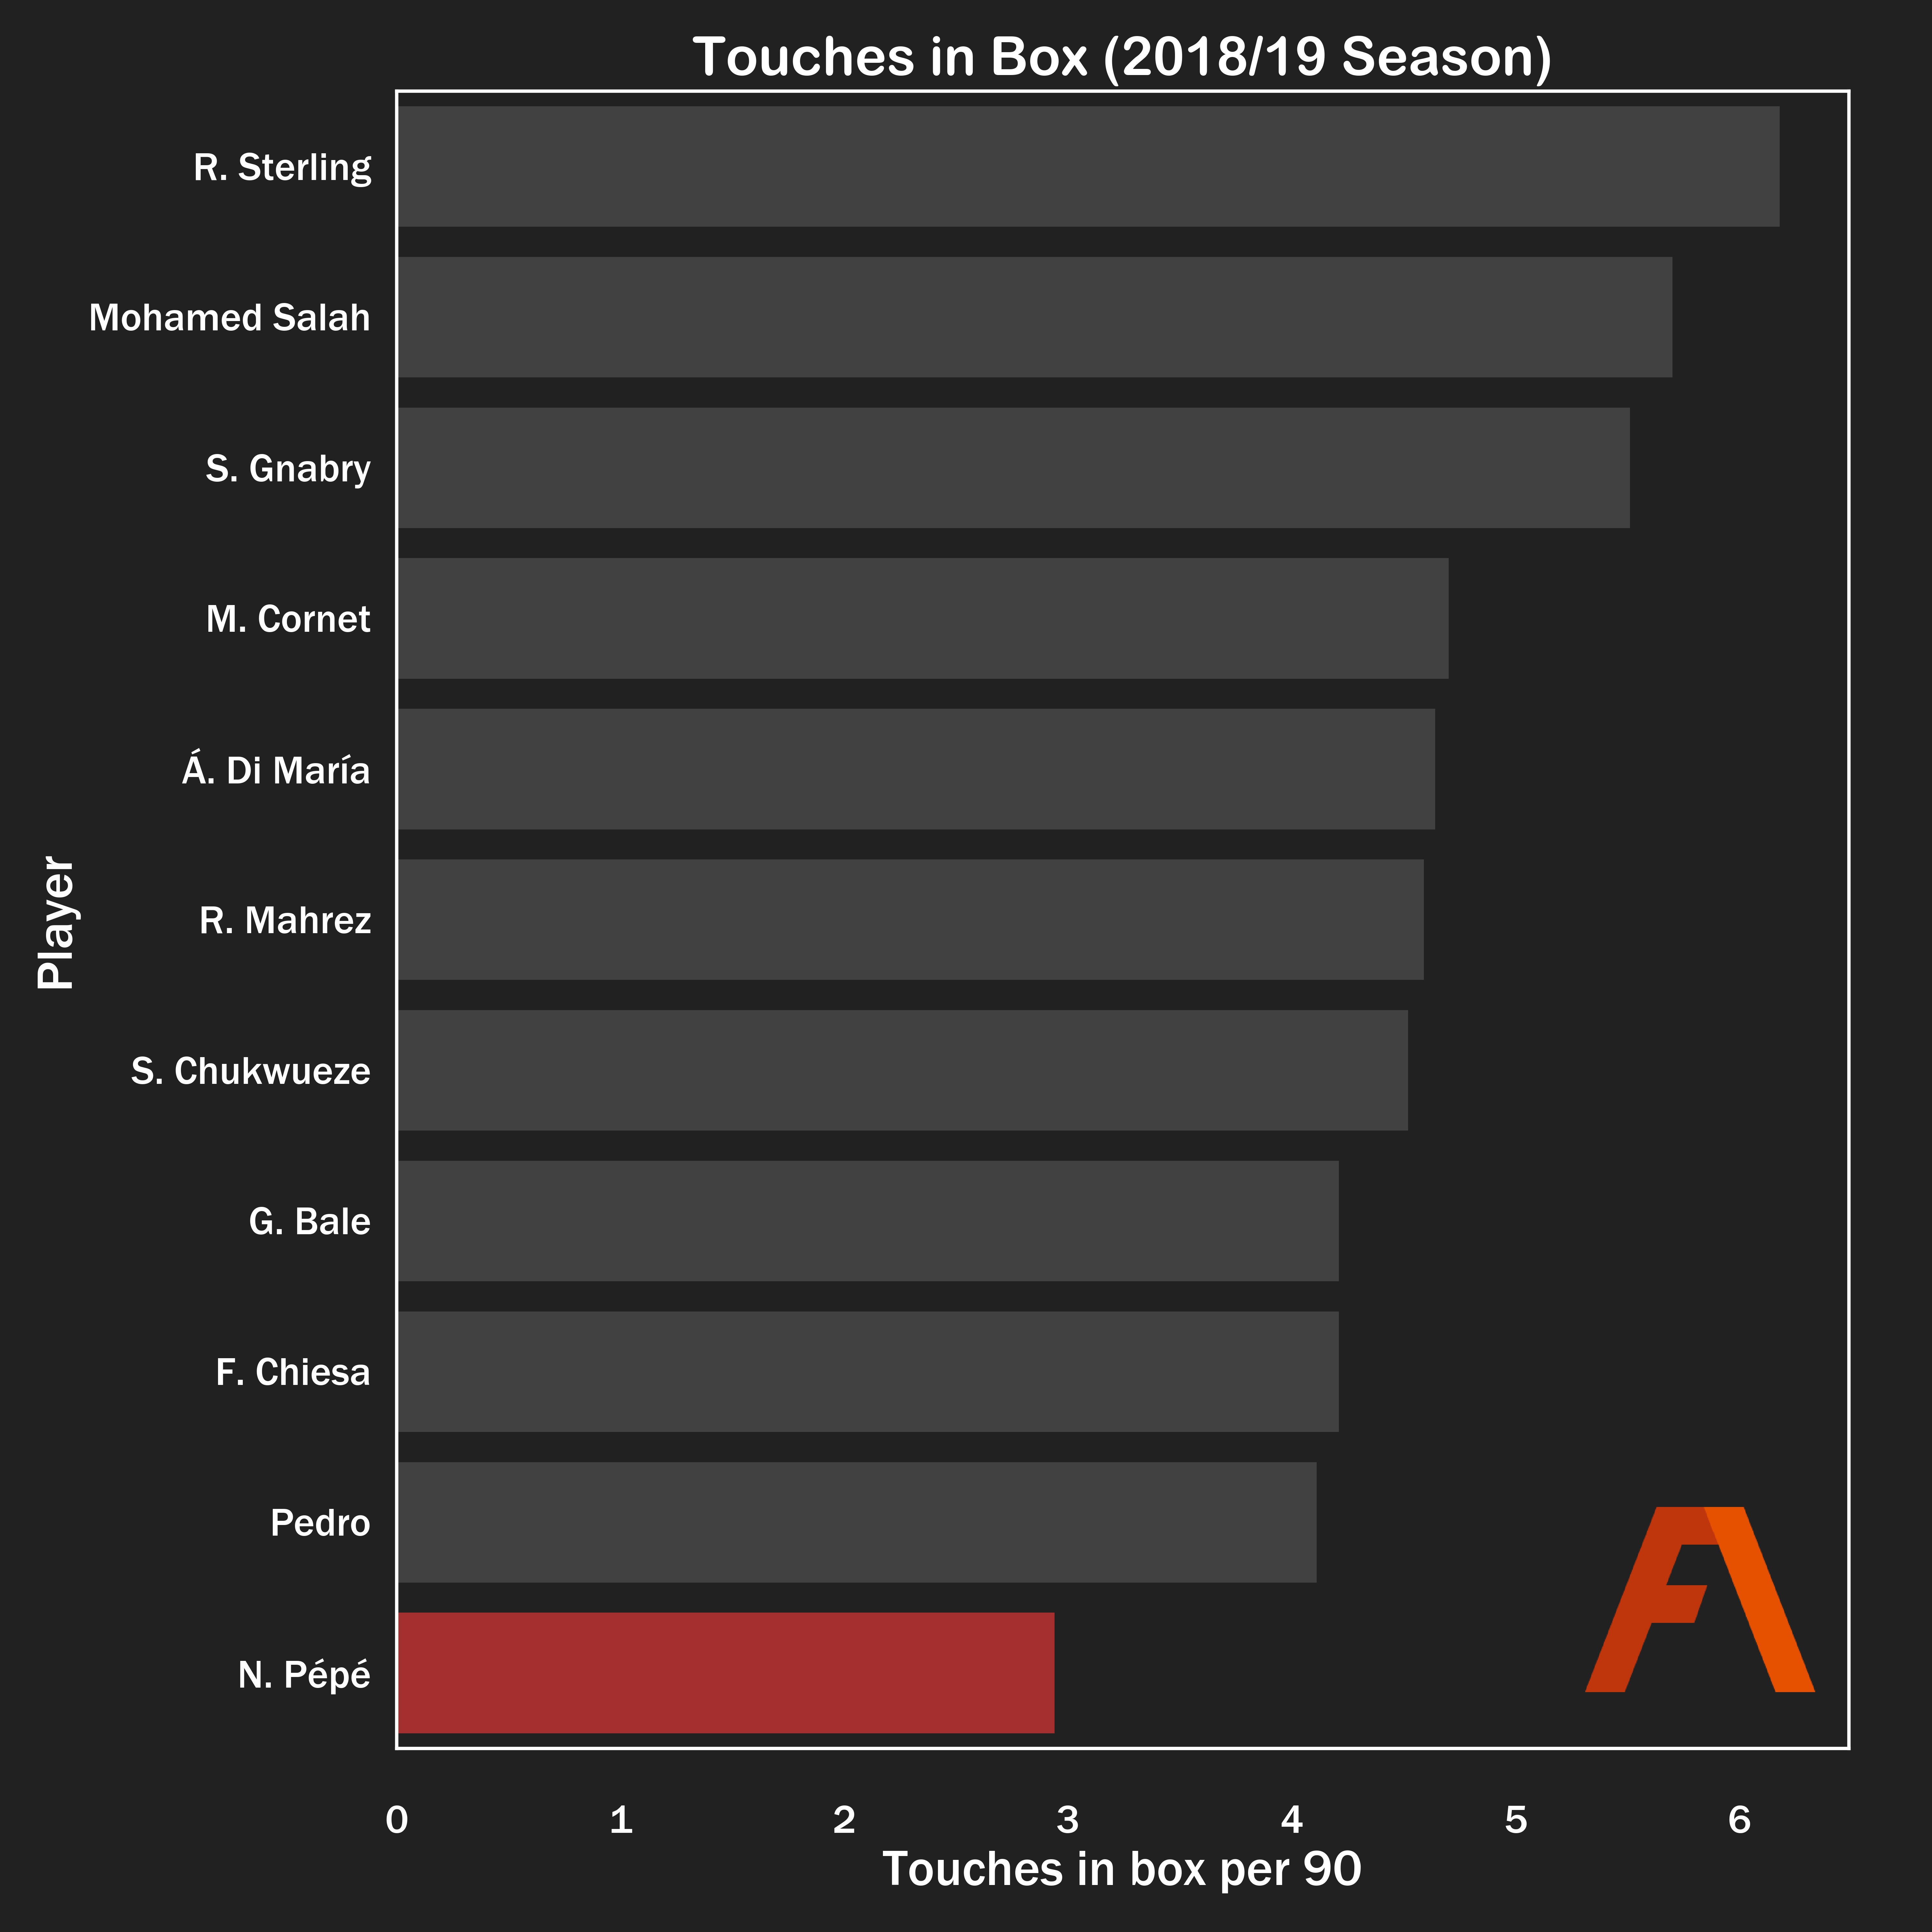 Touches in Box (2018/19 Season)
R. Sterling
Mohamed Salah
S. Gnabry
M. Cornet
Á. Di María
R. Mahrez
S. Chukwueze
G. Bale
F. Chiesa
Pedro
N. Pépé
Player
0 1 2 3 4 5 6
Touches in box per 90